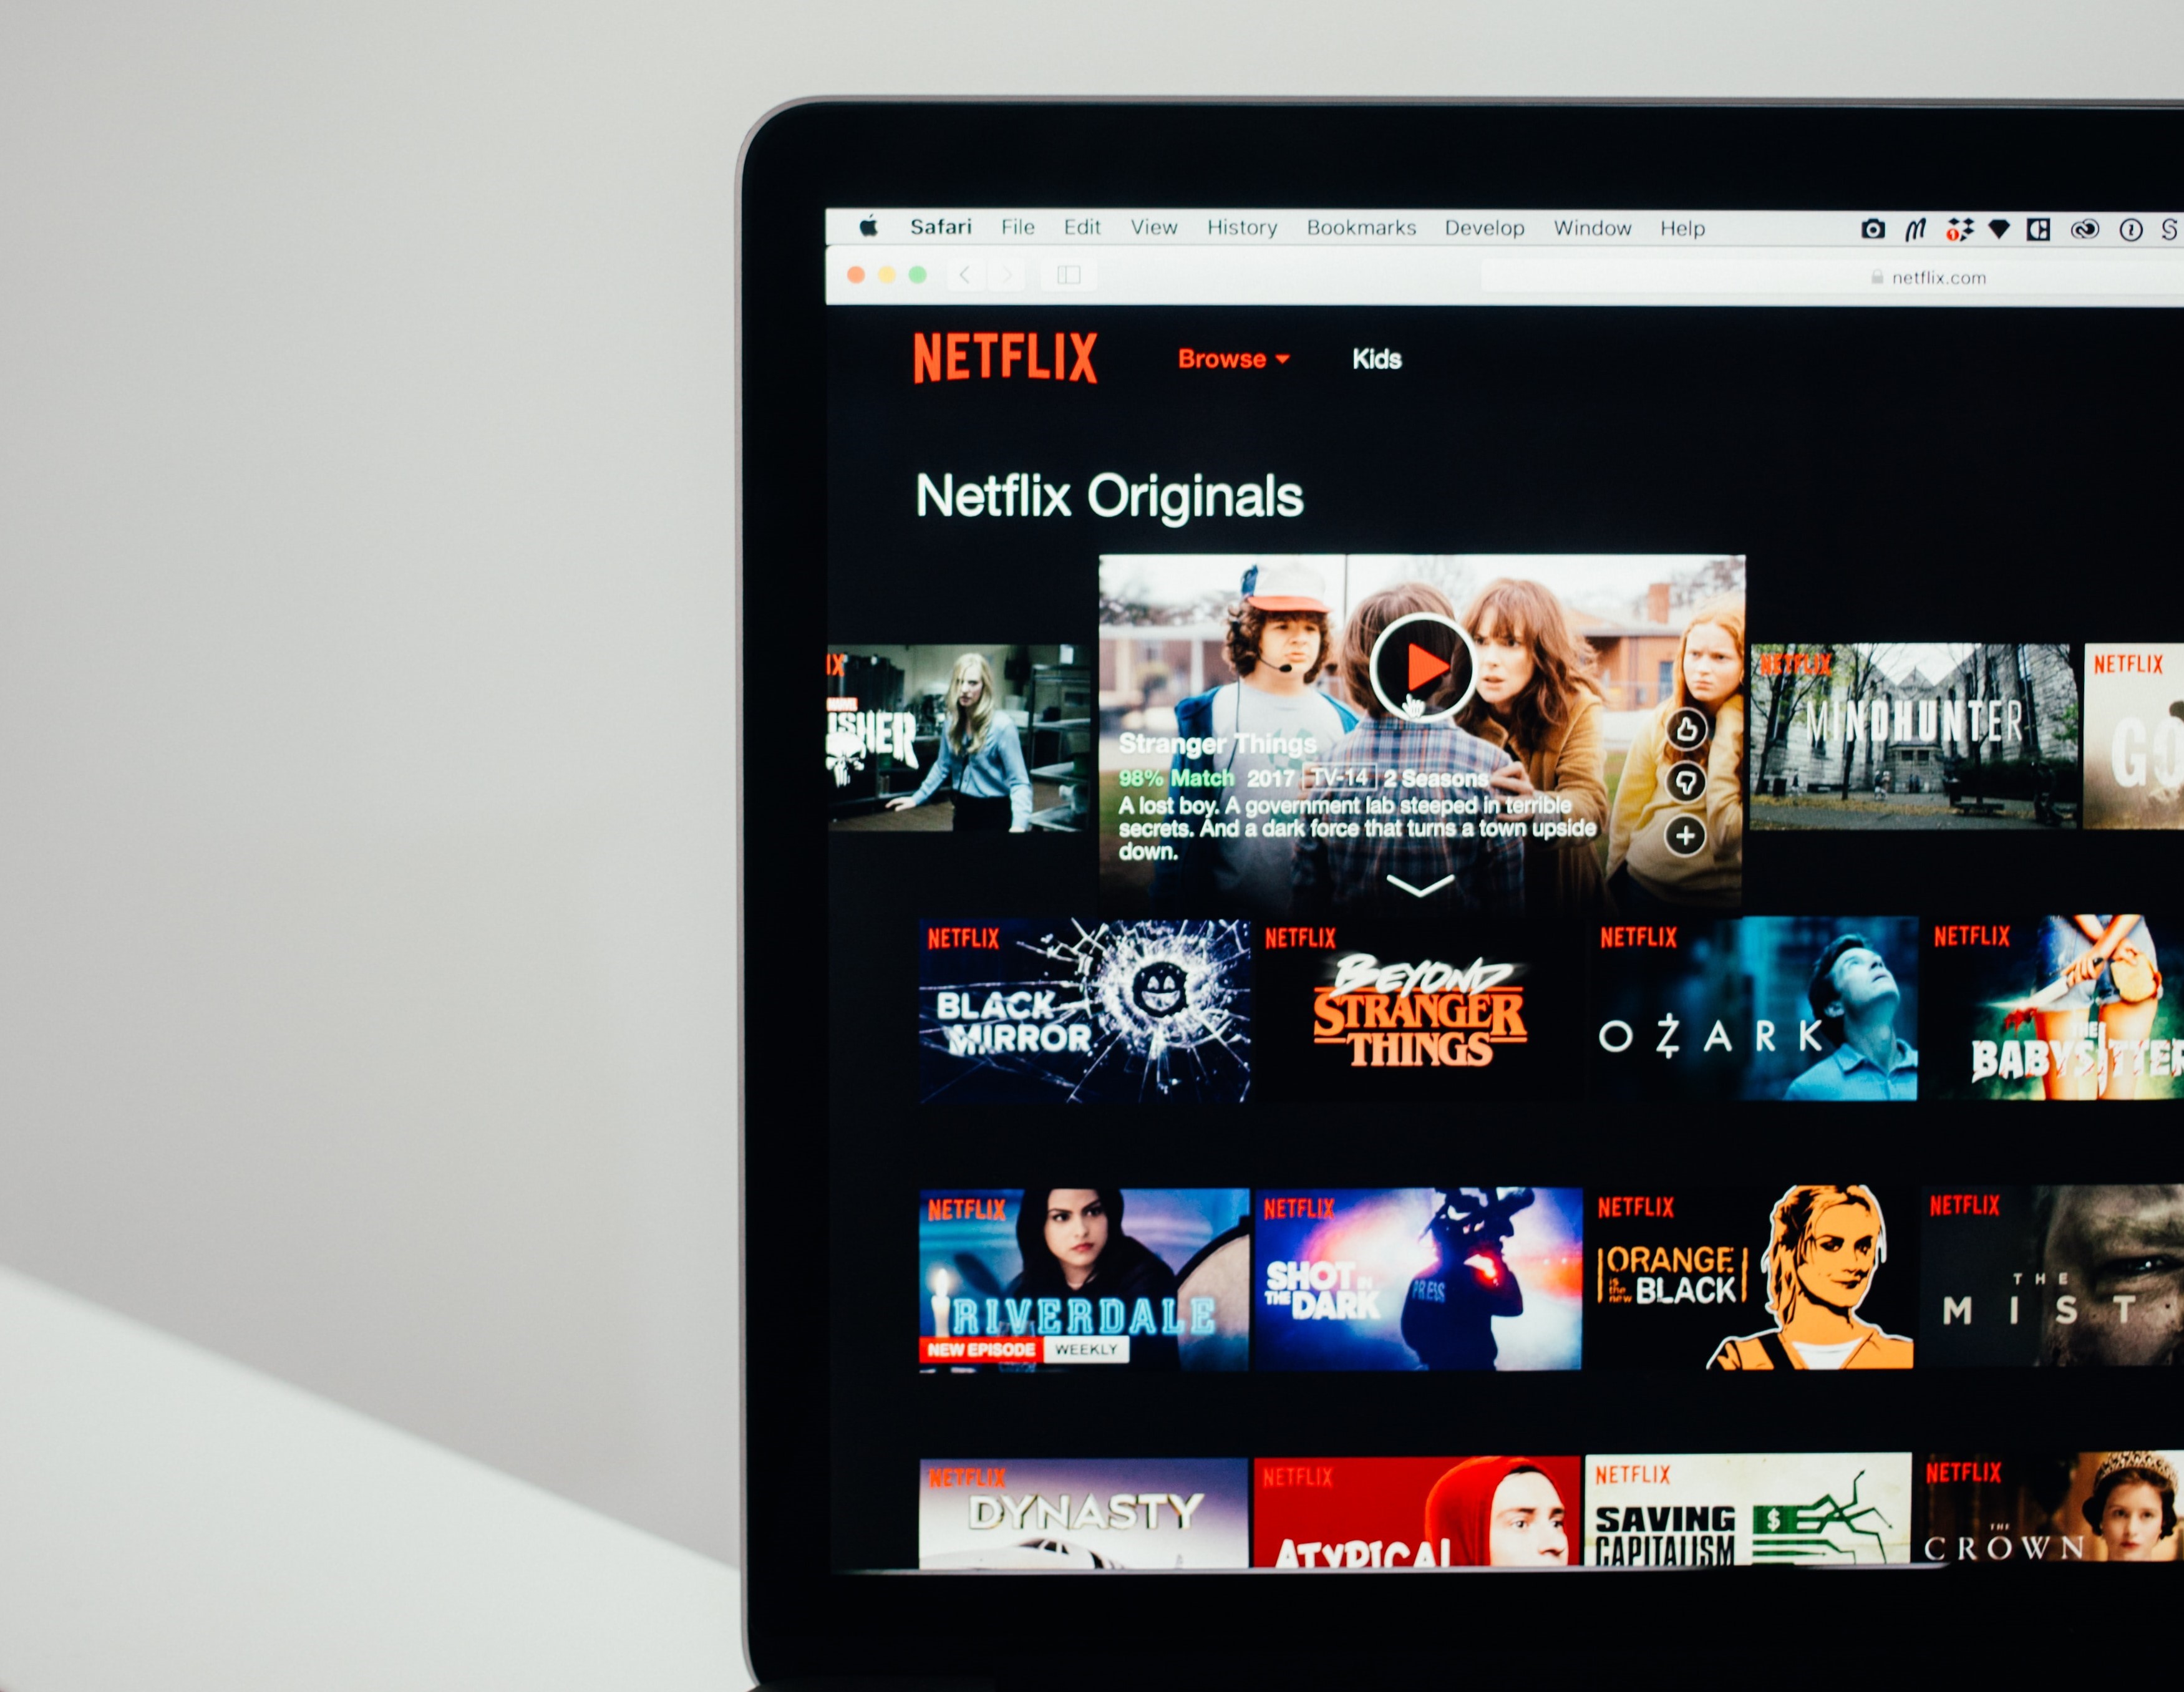 Safari File Edit View History Bookmarks Develop Window Help
netflix.com
NETFLIX Browse Kids
Netflix Originals
IX
MARVEL
ISHER
Stranger Things
98% Match 2017 TV-14 2 Seasons
A lost boy. A government lab steeped in terrible
secrets. And a dark force that turns a town upside
down.
NETFLIX
MINDHUNTER
NETFLIX
GO
NETFLIX
BLACK
MIRROR
NETFLIX
BEYOND
STRANGER
THINGS
NETFLIX
OZARK
NETFLIX
THE
BABYSITTER
NETFLIX
RIVERDALE
NEW EPISODE WEEKLY
NETFLIX
SHOT IN
THE DARK
PRESS
NETFLIX
ORANGE
is the new BLACK
NETFLIX
THE
MIST
NETFLIX
DYNASTY
NETFLIX
ATYPICAL
NETFLIX
SAVING
CAPITALISM
$
NETFLIX
THE
CROWN